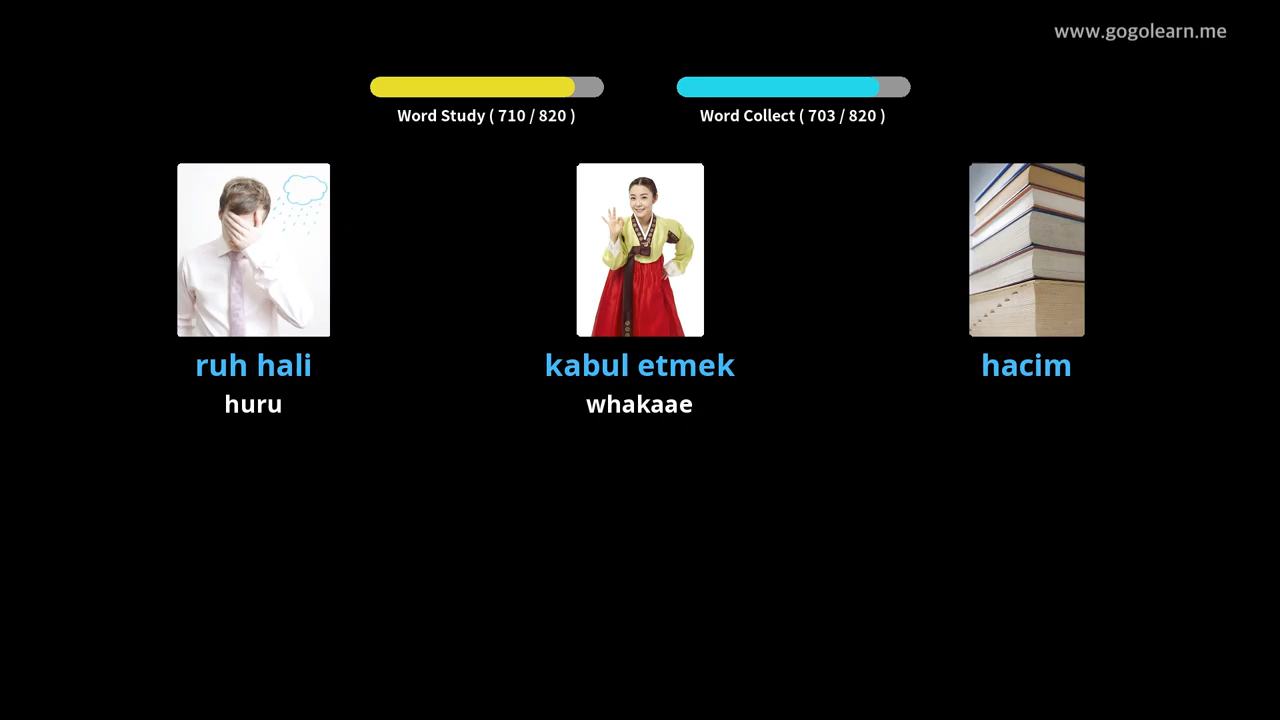 www.gogolearn.me
Word Study ( 710 / 820 )
Word Collect ( 703 / 820 )
ruh hali
kabul etmek
hacim
huru
whakaae